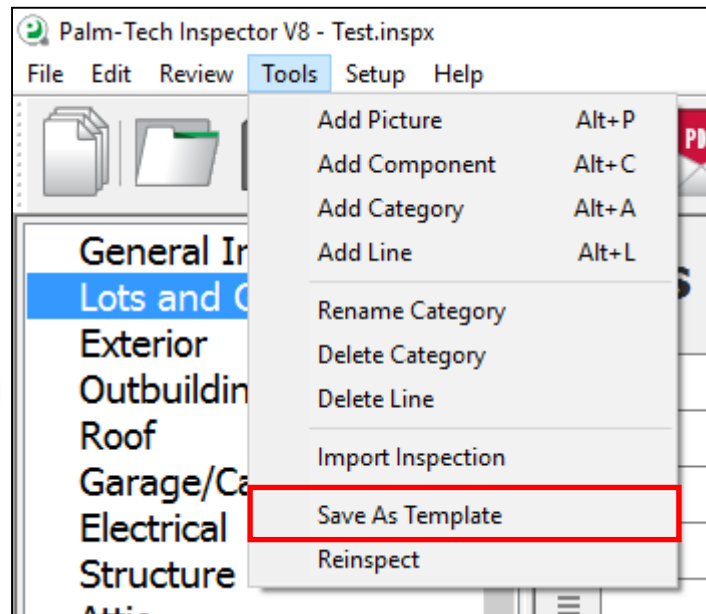 Palm-Tech Inspector V8 - Test.inspx
File Edit Review Tools Setup Help
Add Picture Alt+P
Add Component Alt+C
Add Category Alt+A
Add Line Alt+L
Rename Category
Delete Category
Delete Line
Import Inspection
Save As Template
Reinspect
General
Lots and
Exterior
Roof
Electrical
Structure